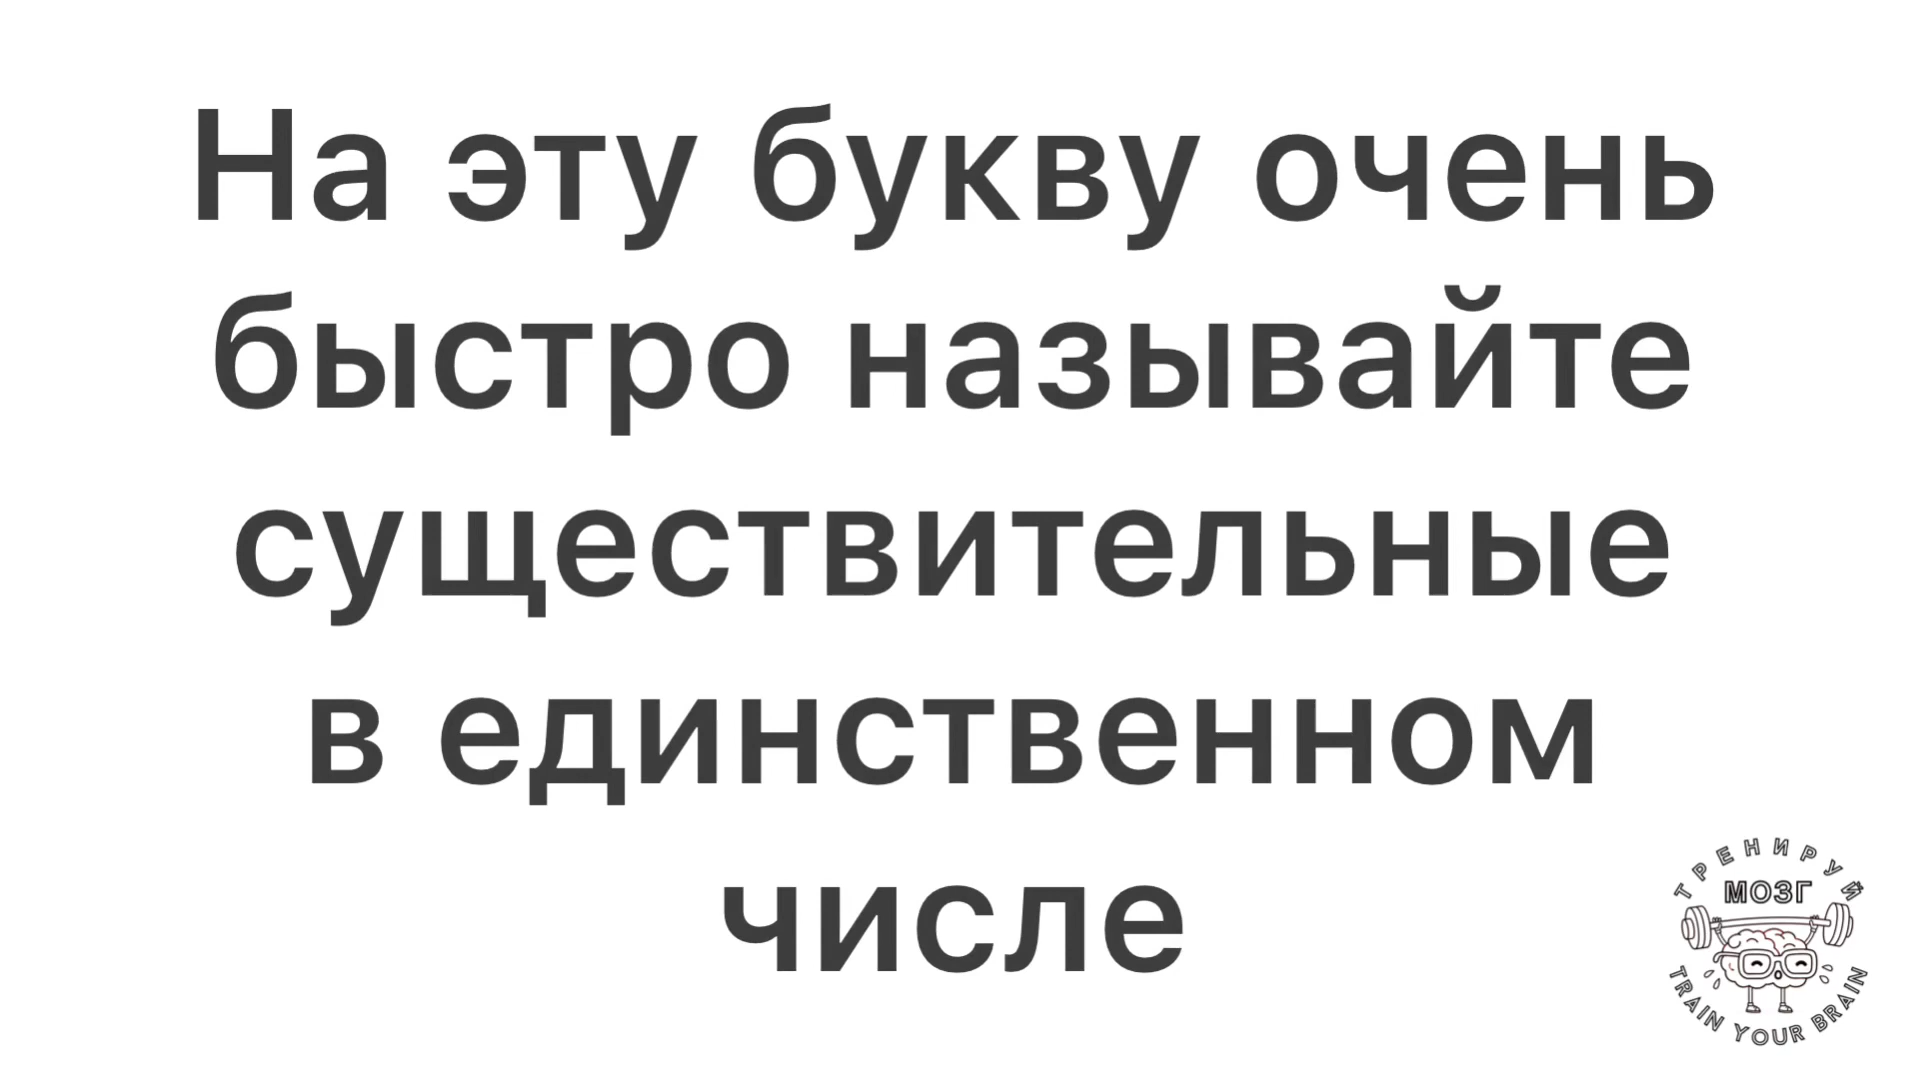 На эту букву очень
быстро называйте
существительные
в единственном
числе
ТРЕНИРУЙ
МОЗГ
TRAIN YOUR BRAIN